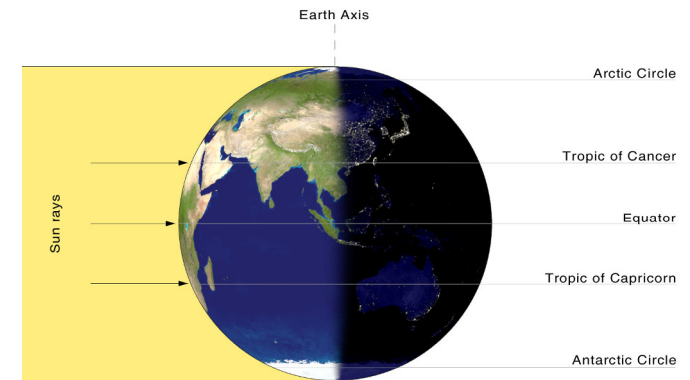 Earth Axis
Arctic Circle
Tropic of Cancer
Sun rays
Equator
Tropic of Capricorn
Antarctic Circle